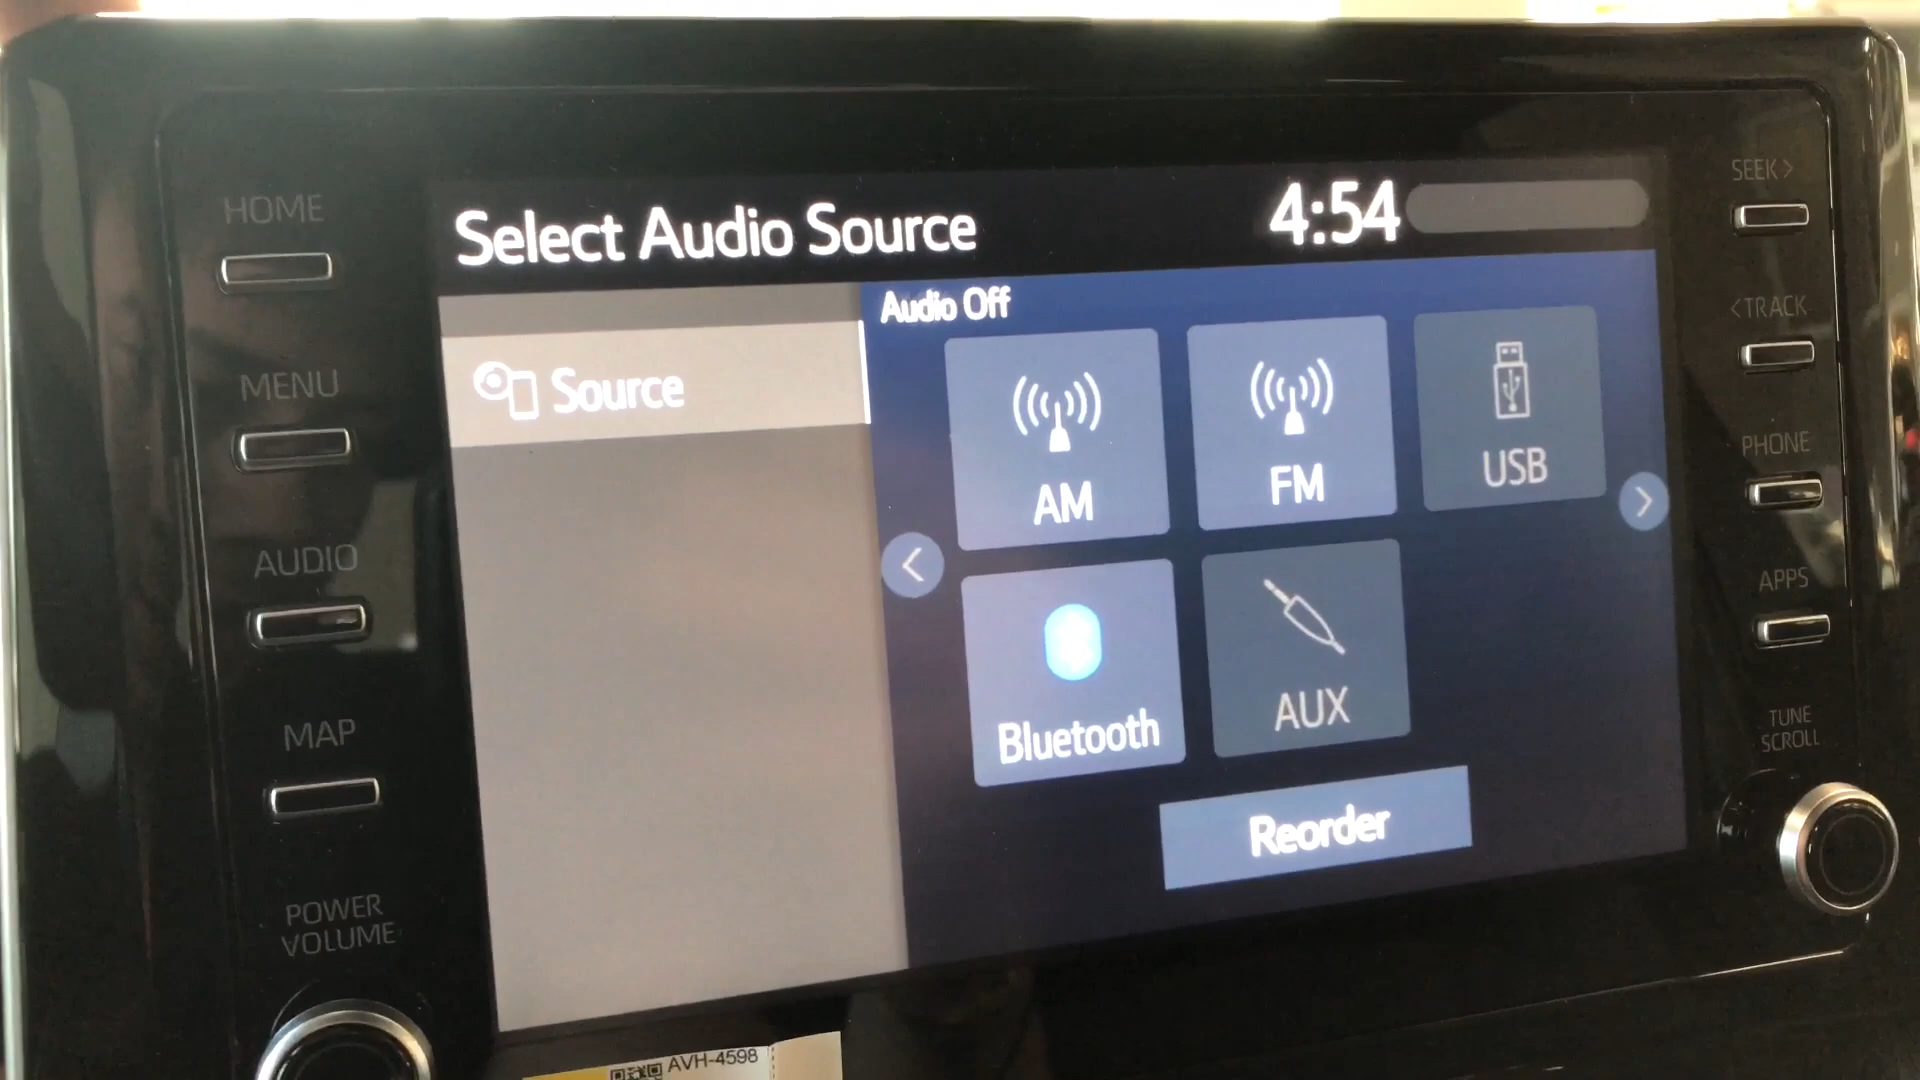 HOME
MENU
AUDIO
MAP
POWER
VOLUME
Select Audio Source
4:54
Source
Audio Off
AM
FM
USB
Bluetooth
AUX
Reorder
SEEK >
< TRACK
PHONE
APPS
TUNE
SCROLL
AVH-4598